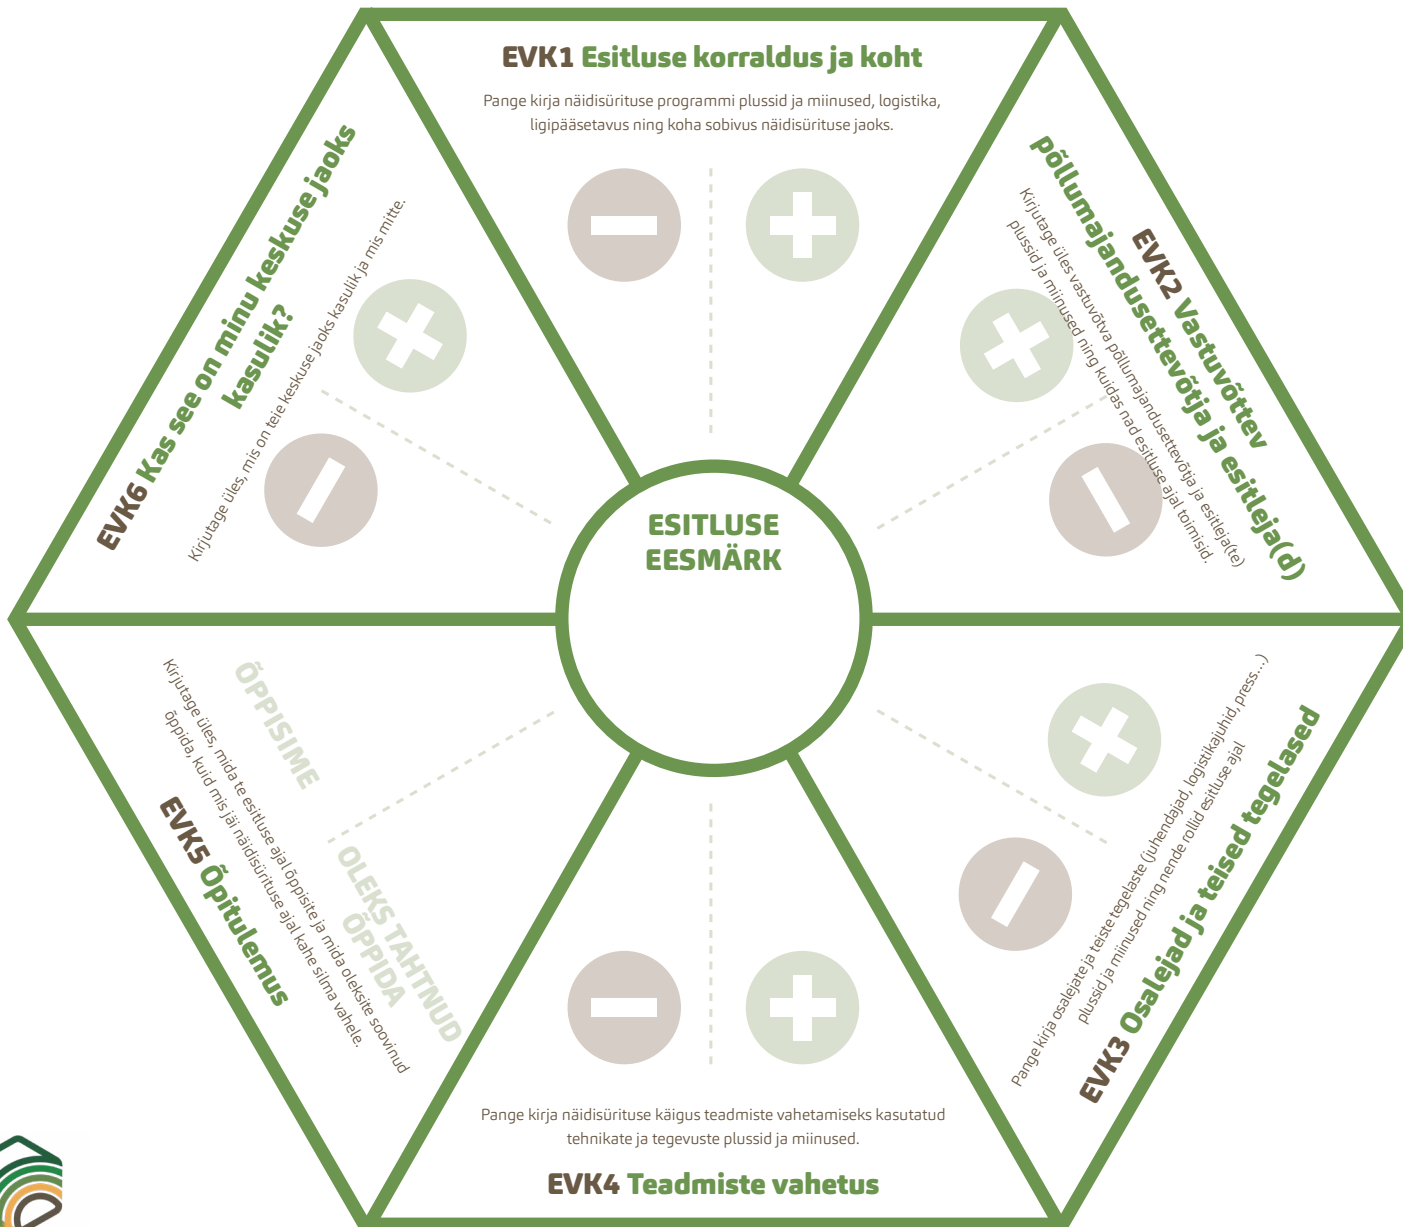 EVK1 Esitluse korraldus ja koht
Pange kirja näidisürituse programmi plussid ja miinused, logistika,
ligipääsetavus ning koha sobivus näidisürituse jaoks.
EVK2 Vastuvõttev
põllumajandusettevõtja ja esitleja(d)
Kirjutage üles vastuvõtva põllumajandusettevõtja ja esitleja(te)
plussid ja miinused ning kuidas nad esitluse ajal toimisid.
Pange kirja osalejate ja teiste tegelaste (juhendajad, logistikajuhid, press...)
plussid ja miinused ning nende rollid esitluse ajal
EVK3 Osalejad ja teised tegelased
Pange kirja näidisürituse käigus teadmiste vahetamiseks kasutatud
tehnikate ja tegevuste plussid ja miinused.
EVK4 Teadmiste vahetus
ÕPPISIME
OLEKS TAHTNUD
ÕPPIDA
Kirjutage üles, mida te esitluse ajal õppisite ja mida oleksite soovinud
õppida, kuid mis jäi näidisürituse ajal kahe silma vahele.
EVK5 Õpitulemus
EVK6 Kas see on minu keskuse jaoks
kasulik?
Kirjutage üles, mis on teie keskuse jaoks kasulik ja mis mitte.
ESITLUSE
EESMÄRK